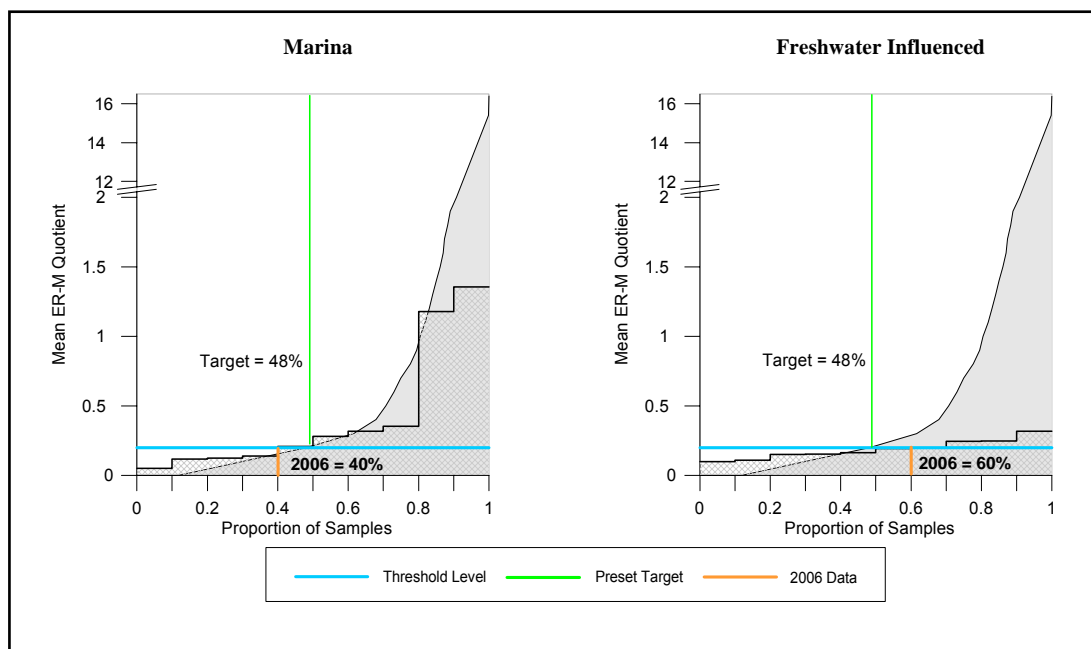 Marina
16
14
12
2
1.5
1
0.5
0
Mean ER-M Quotient
Target = 48%
2006 = 40%
0 0.2 0.4 0.6 0.8 1
Proportion of Samples
Freshwater Influenced
16
14
12
2
1.5
1
0.5
0
Mean ER-M Quotient
Target = 48%
2006 = 60%
0 0.2 0.4 0.6 0.8 1
Proportion of Samples
Threshold Level Preset Target 2006 Data